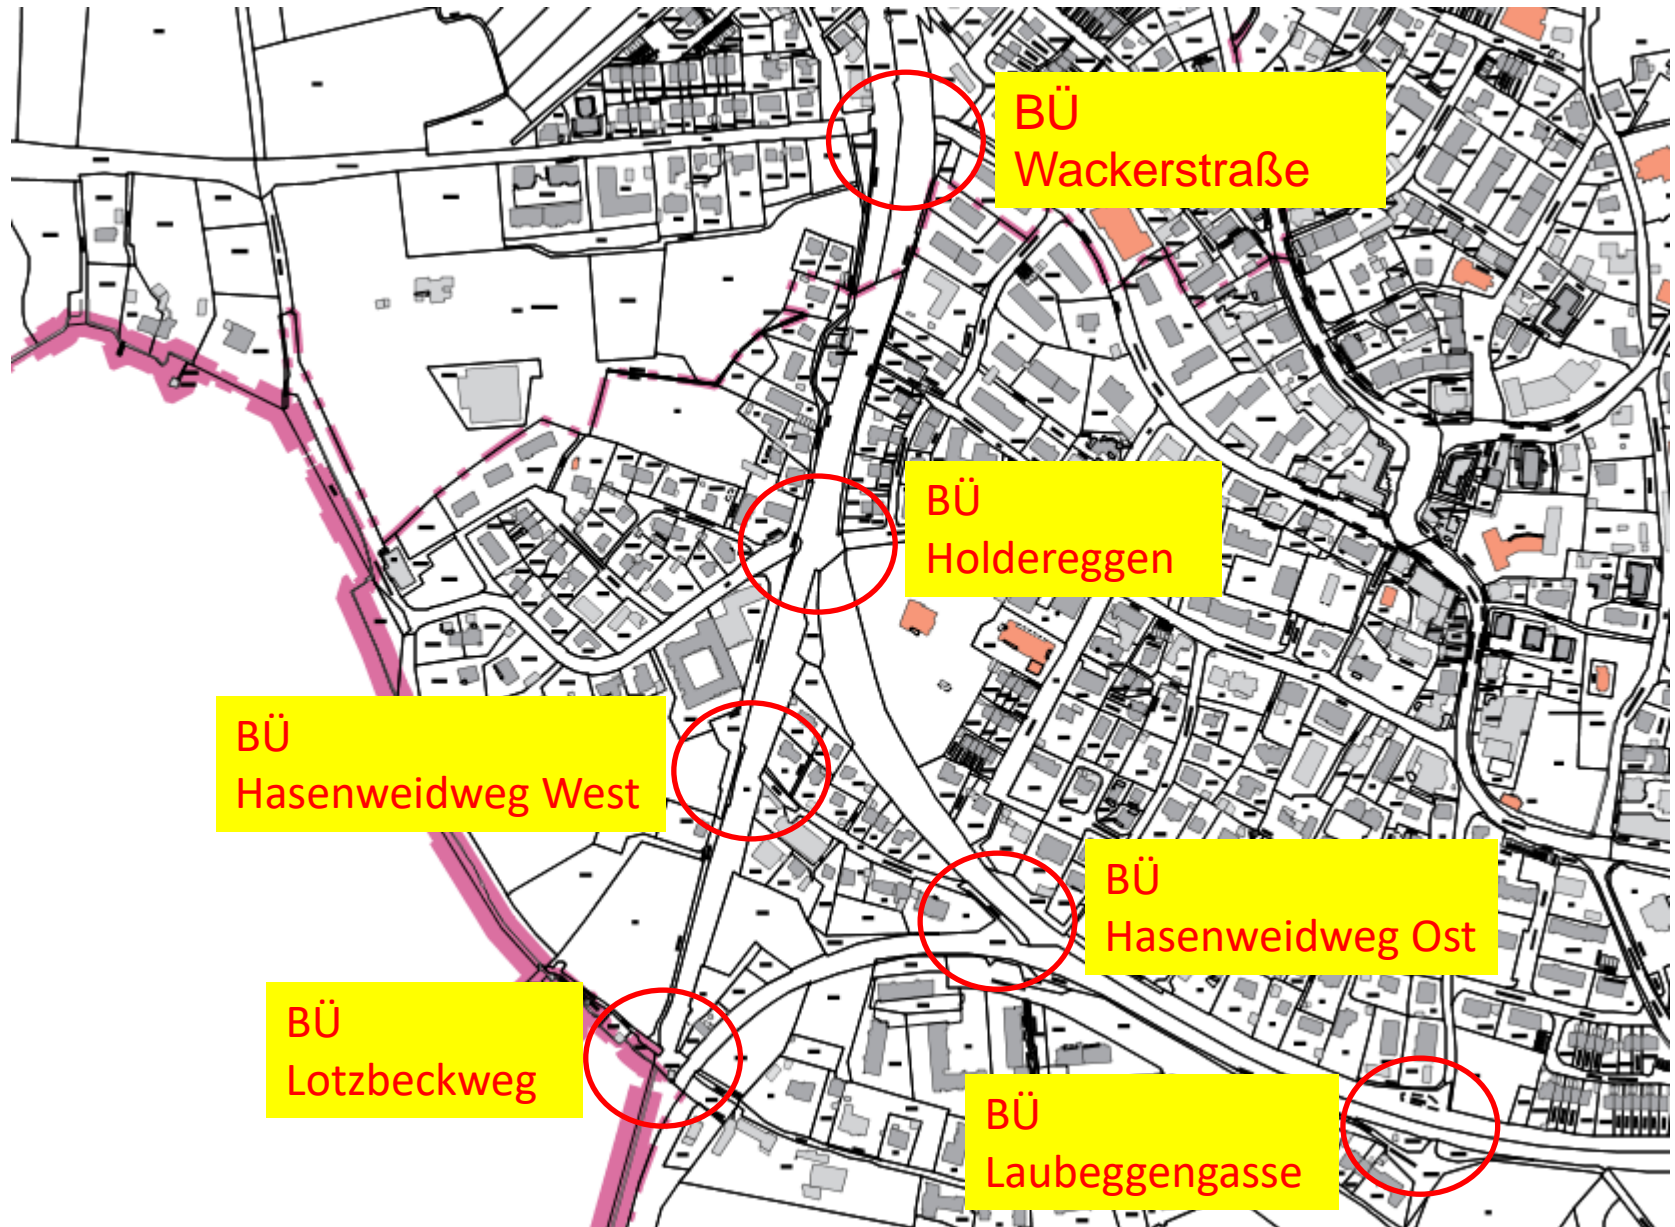 BÜ
Wackerstraße
BÜ
Holdereggen
BÜ
Hasenweidweg West
BÜ
Hasenweidweg Ost
BÜ
Lotzbeckweg
BÜ
Laubeggengasse